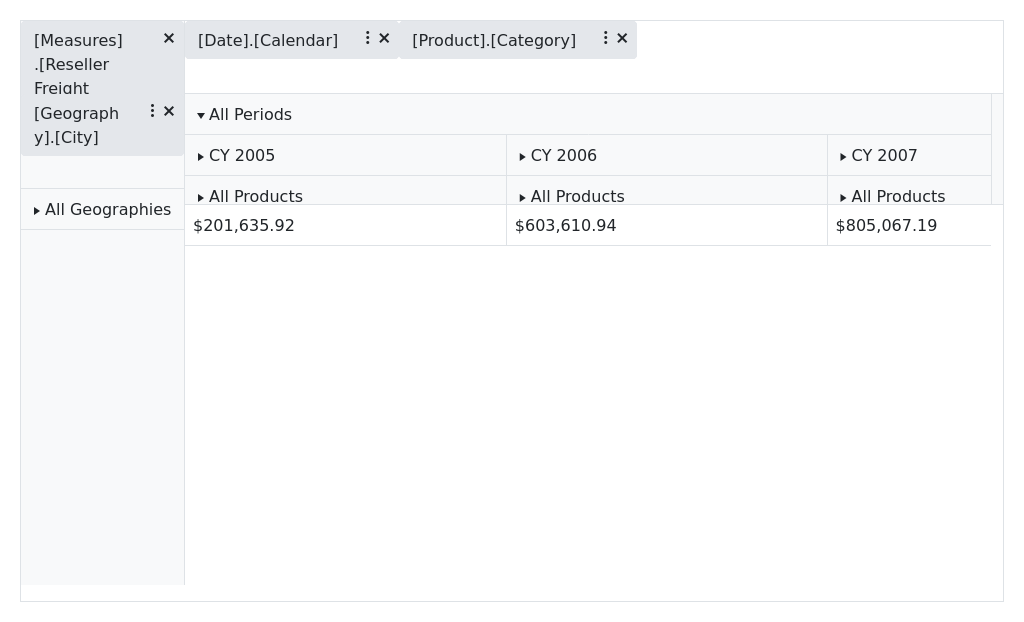 [Measures]
.[Reseller
Freight
[Geograph
y].[City]
[Date].[Calendar]
[Product].[Category]
All Periods
CY 2005
CY 2006
CY 2007
All Products
All Products
All Products
All Geographies
$201,635.92
$603,610.94
$805,067.19